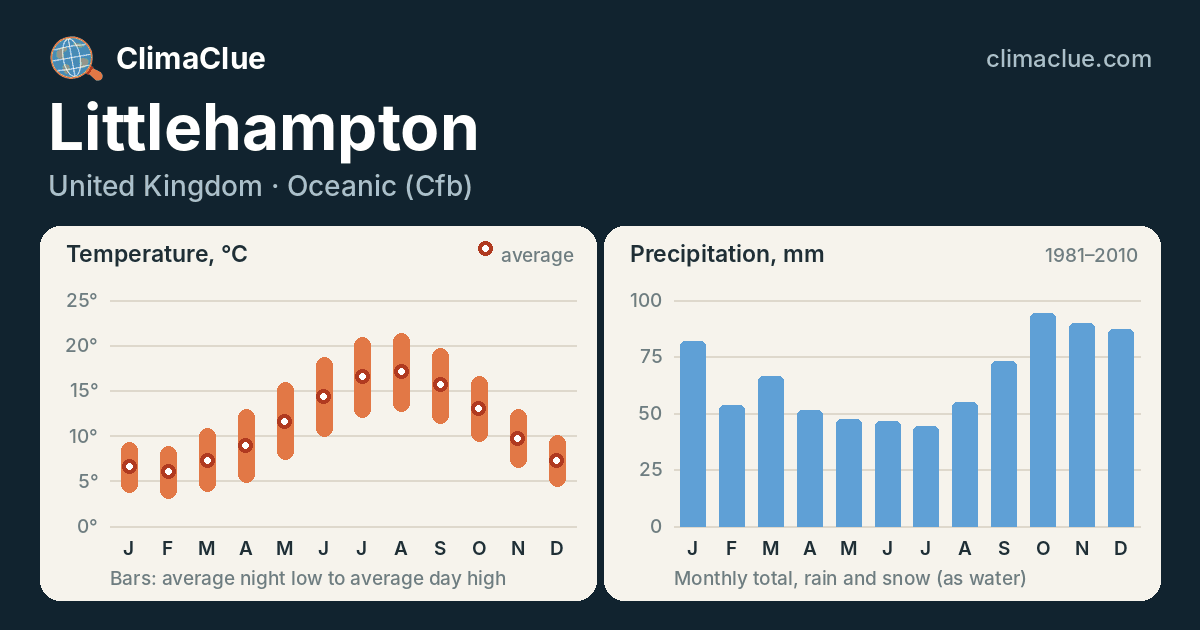 ClimaClue
climaclue.com
Littlehampton
United Kingdom · Oceanic (Cfb)
Temperature, °C
average
25°
20°
15°
10°
5°
0°
J F M A M J J A S O N D
Bars: average night low to average day high
Precipitation, mm
1981–2010
100
75
50
25
0
J F M A M J J A S O N D
Monthly total, rain and snow (as water)